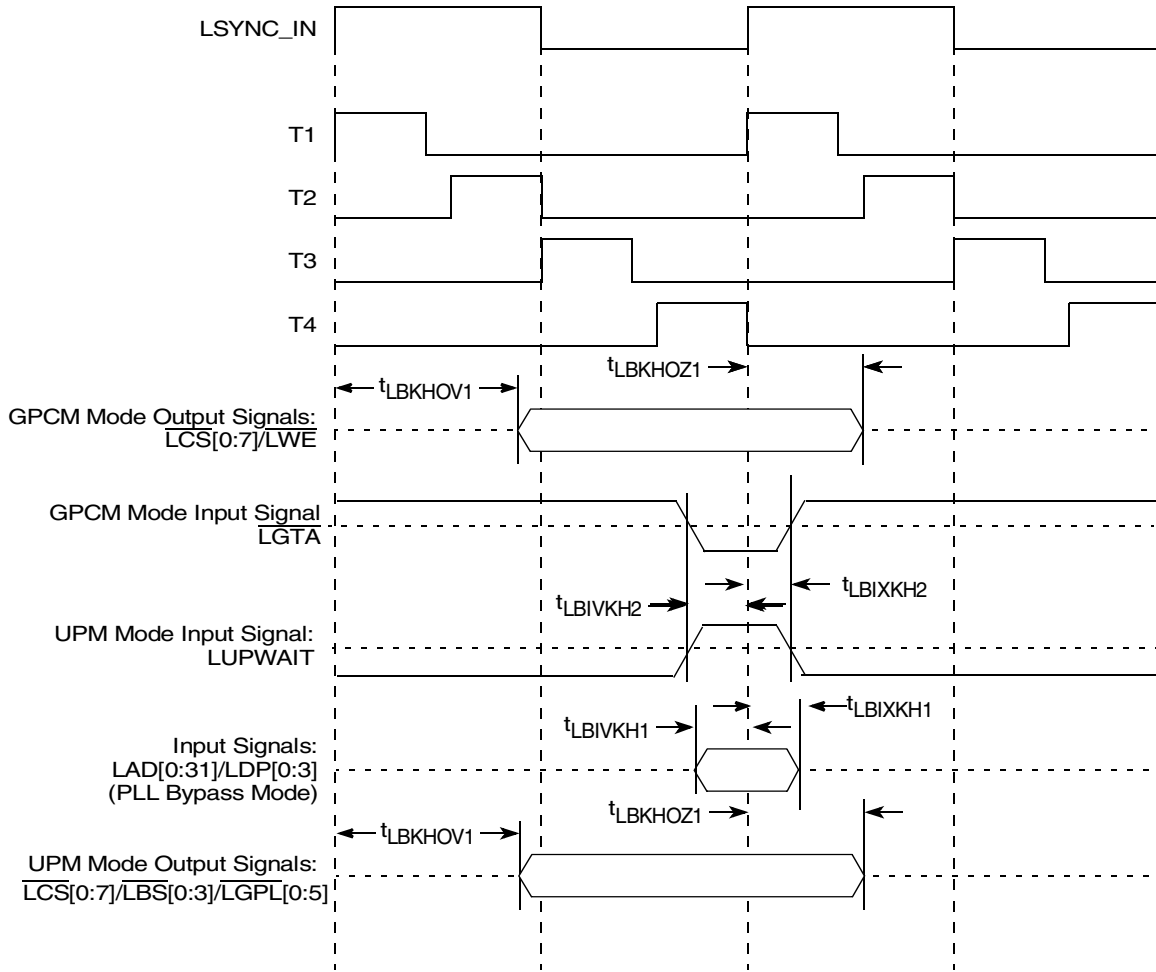 LSYNC_IN
T1
T2
T3
T4
tLBKHOZ1
tLBKHOV1
GPCM Mode Output Signals:
LCS[0:7]/LWE
GPCM Mode Input Signal
LGTA
tLBIXKH2
tLBIVKH2
UPM Mode Input Signal:
LUPWAIT
tLBIXKH1
tLBIVKH1
Input Signals:
LAD[0:31]/LDP[0:3]
(PLL Bypass Mode)
tLBKHOZ1
tLBKHOV1
UPM Mode Output Signals:
LCS[0:7]/LBS[0:3]/LGPL[0:5]